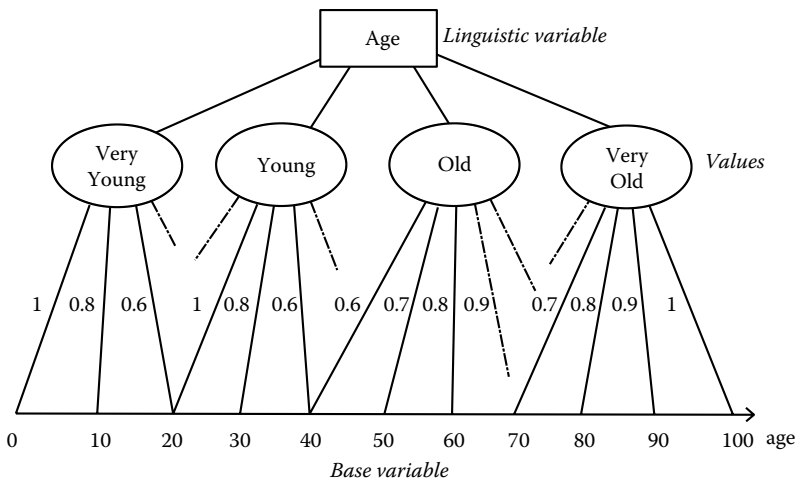 Age
Linguistic variable
Very
Young
Young
Old
Very
Old
Values
1 0.8 0.6 1 0.8 0.6 0.6 0.7 0.8 0.9 0.7 0.8 0.9 1
0 10 20 30 40 50 60 70 80 90 100 age
Base variable